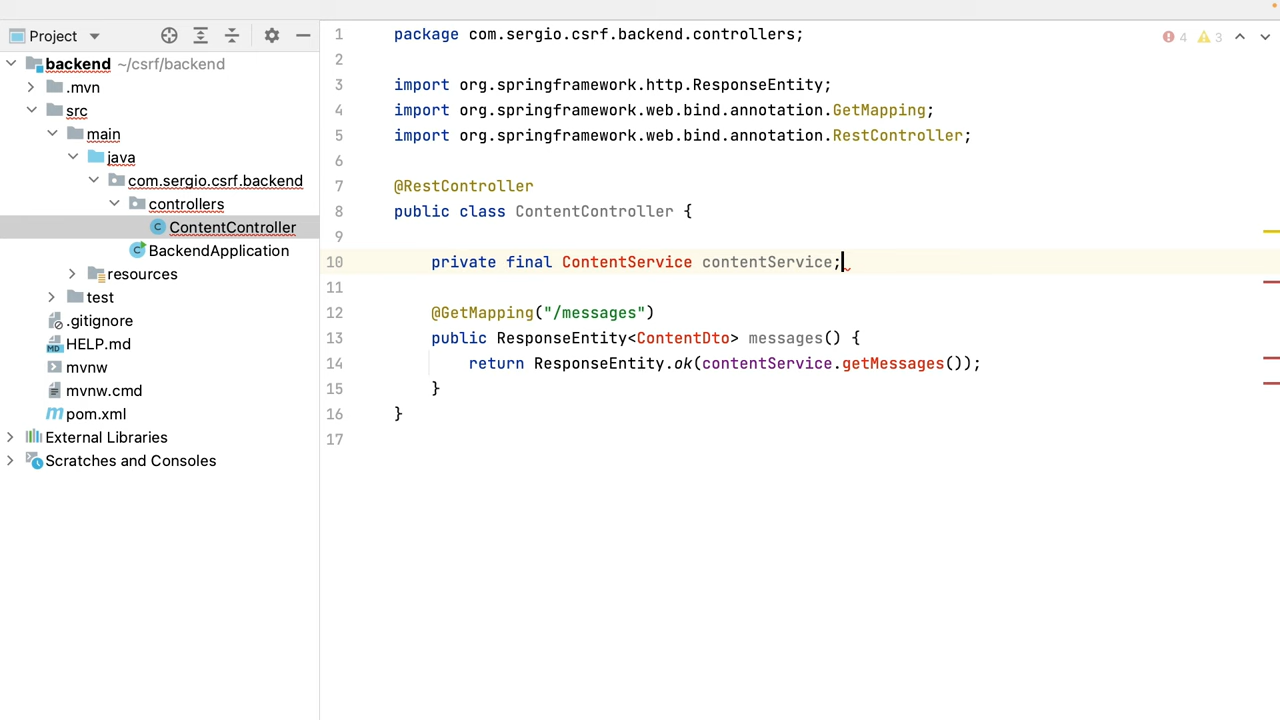 Project
backend ~/csrf/backend
.mvn
src
main
java
com.sergio.csrf.backend
controllers
ContentController
BackendApplication
resources
test
.gitignore
HELP.md
mvnw
mvnw.cmd
pom.xml
External Libraries
Scratches and Consoles
4 3
1 package com.sergio.csrf.backend.controllers;
2
3 import org.springframework.http.ResponseEntity;
4 import org.springframework.web.bind.annotation.GetMapping;
5 import org.springframework.web.bind.annotation.RestController;
6
7 @RestController
8 public class ContentController {
9
10 private final ContentService contentService;
11
12 @GetMapping("/messages")
13 public ResponseEntity<ContentDto> messages() {
14 return ResponseEntity.ok(contentService.getMessages());
15 }
16 }
17